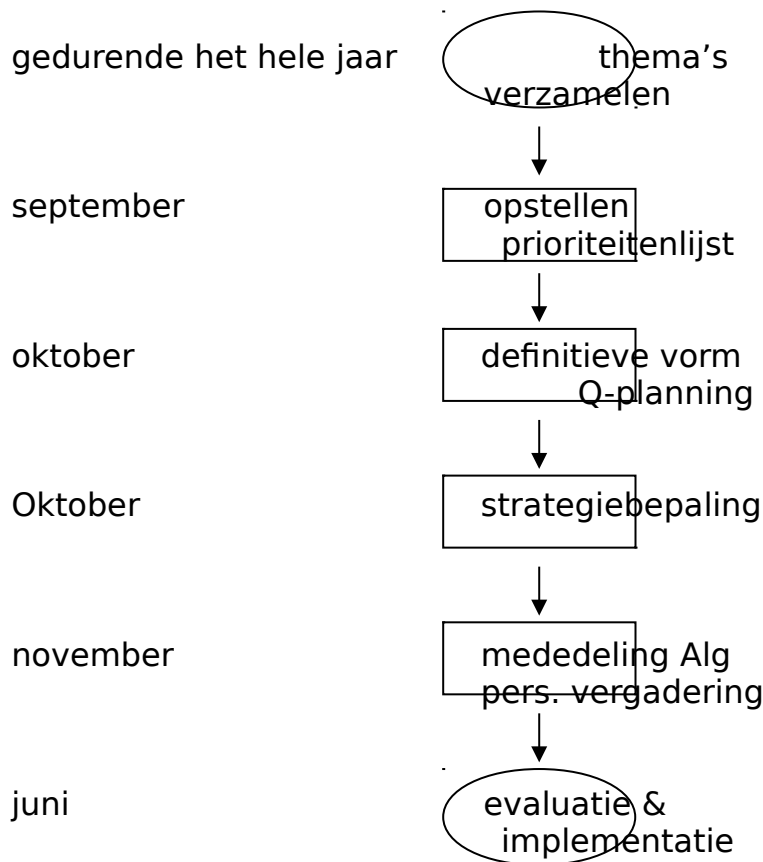 gedurende het hele jaar thema’s
verzamelen
september opstellen
prioriteitenlijst
oktober definitieve vorm
Q-planning
Oktober strategiebepaling
november mededeling Alg
pers. vergadering
juni evaluatie &
implementatie